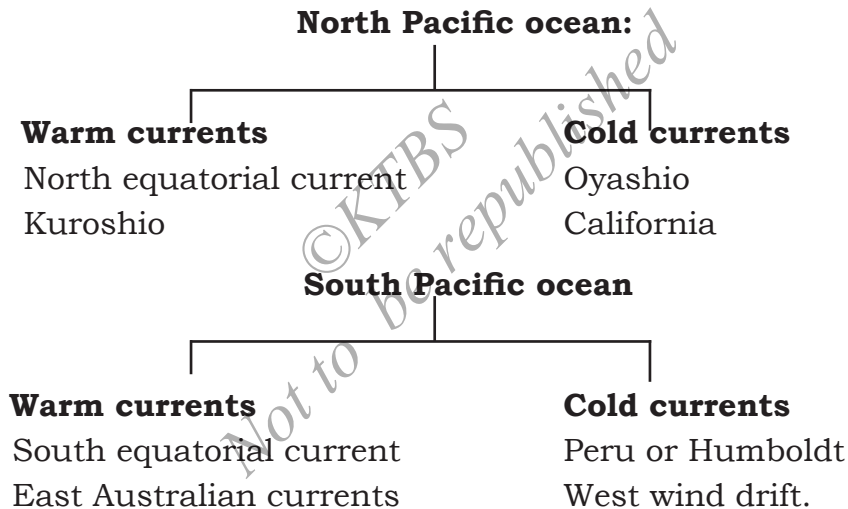 North Pacific ocean:
Warm currents Cold currents
North equatorial current Oyashio
Kuroshio California
South Pacific ocean
Warm currents Cold currents
South equatorial current Peru or Humboldt
East Australian currents West wind drift.
©KTBS
Not to be republished